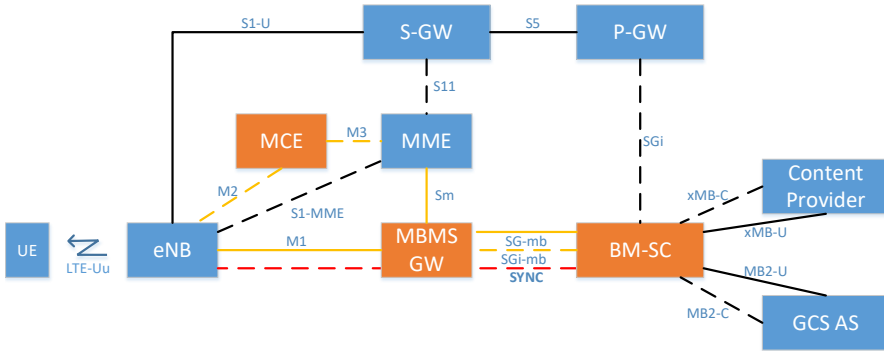 S1-U
S-GW
S5
P-GW
S11
MCE
M3
MME
SGi
Content
Provider
M2
S1-MME
Sm
xMB-C
xMB-U
UE
LTE-Uu
eNB
M1
MBMS
GW
SG-mb
SGi-mb
SYNC
BM-SC
MB2-U
MB2-C
GCS AS